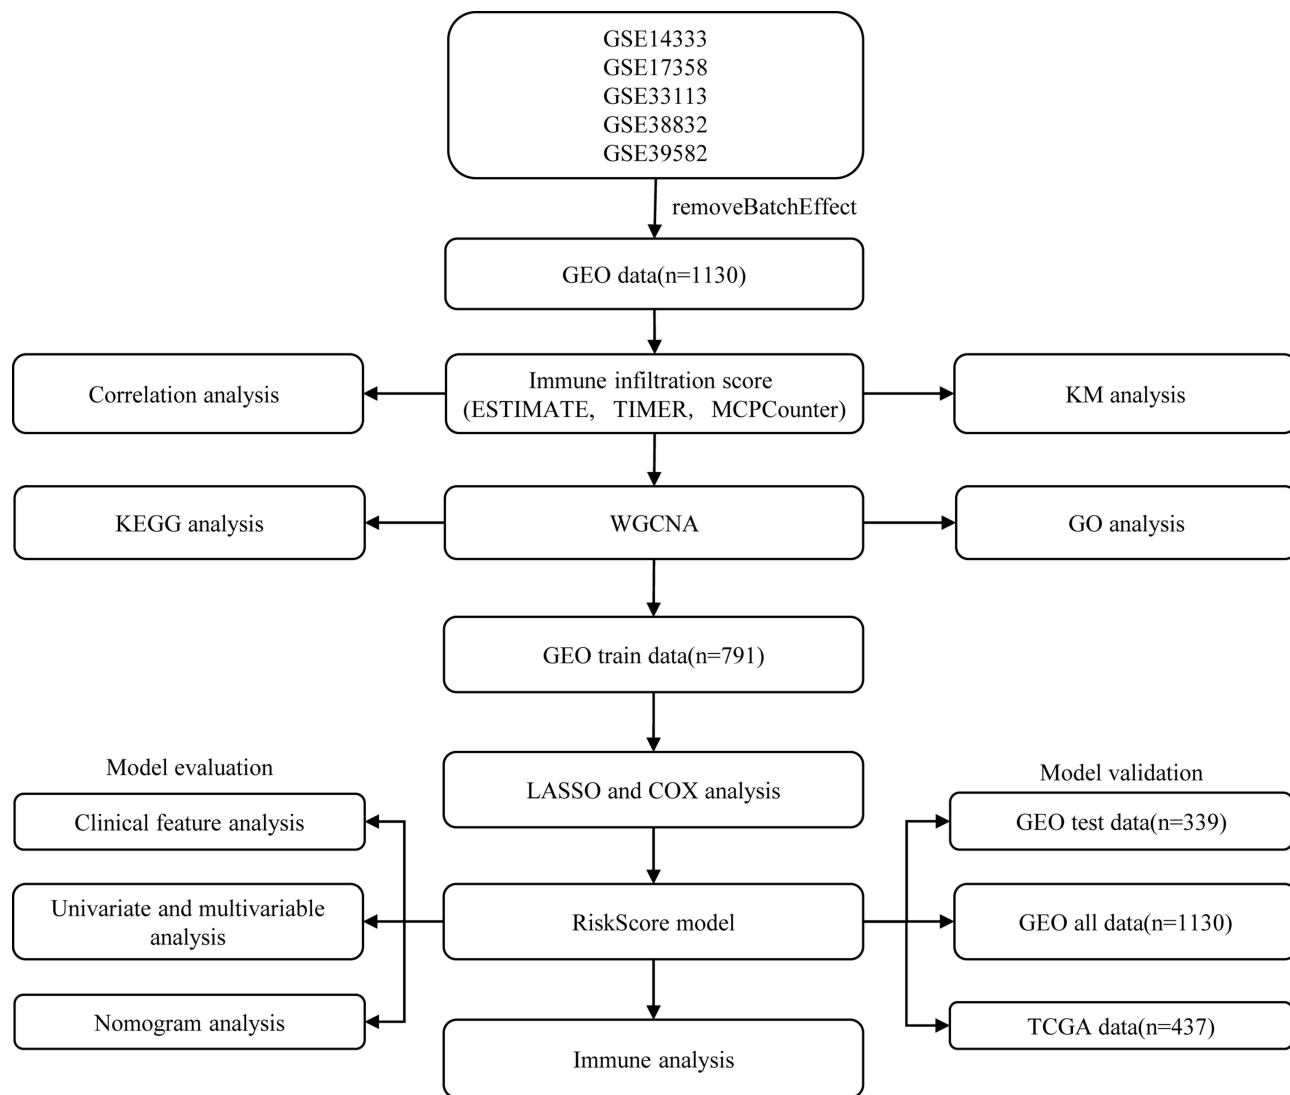 GSE14333
GSE17358
GSE33113
GSE38832
GSE39582
removeBatchEffect
GEO data(n=1130)
Correlation analysis
Immune infiltration score
(ESTIMATE, TIMER, MCPCounter)
KM analysis
KEGG analysis
WGCNA
GO analysis
GEO train data(n=791)
LASSO and COX analysis
Model evaluation
Clinical feature analysis
Univariate and multivariable
analysis
Nomogram analysis
RiskScore model
Model validation
GEO test data(n=339)
GEO all data(n=1130)
TCGA data(n=437)
Immune analysis